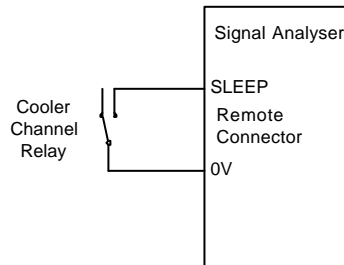 Signal Analyser
SLEEP
Cooler
Channel
Relay
Remote
Connector
0V